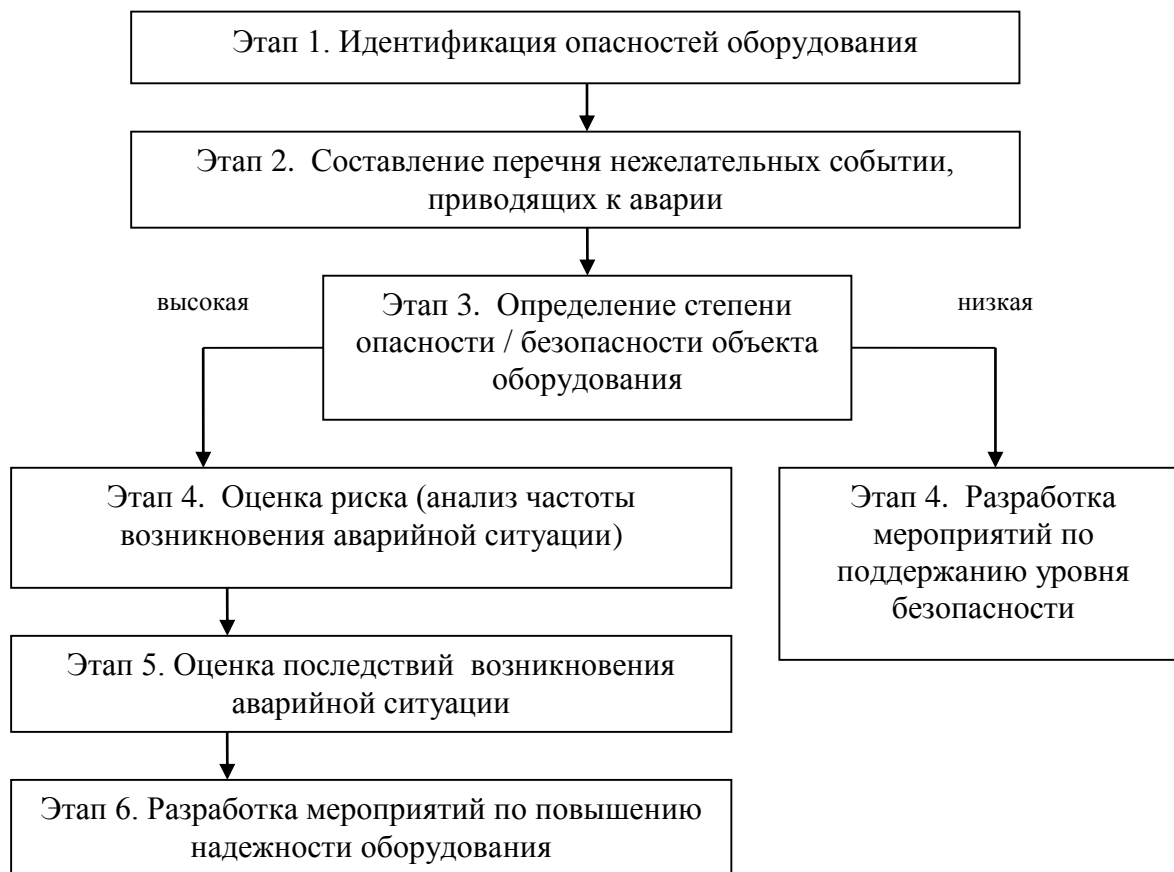 Этап 1. Идентификация опасностей оборудования
Этап 2. Составление перечня нежелательных событии,
приводящих к аварии
высокая
Этап 3. Определение степени
опасности / безопасности объекта
оборудования
низкая
Этап 4. Оценка риска (анализ частоты
возникновения аварийной ситуации)
Этап 4. Разработка
мероприятий по
поддержанию уровня
безопасности
Этап 5. Оценка последствий возникновения
аварийной ситуации
Этап 6. Разработка мероприятий по повышению
надежности оборудования